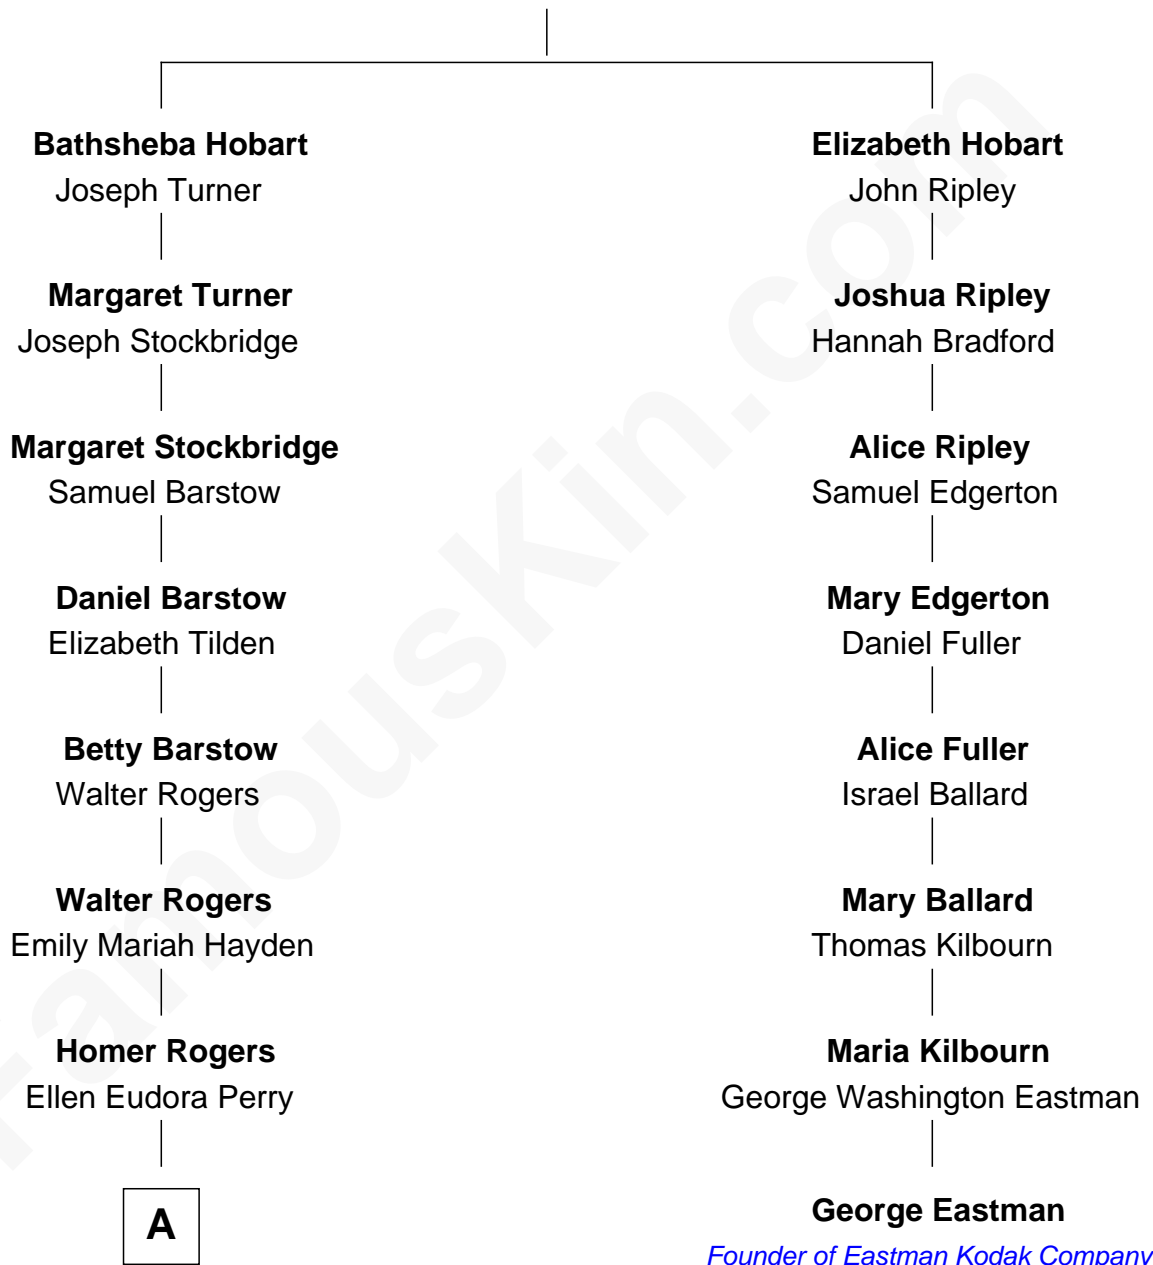 Bathsheba Hobart
Joseph Turner
Elizabeth Hobart
John Ripley
Margaret Turner
Joseph Stockbridge
Joshua Ripley
Hannah Bradford
Margaret Stockbridge
Samuel Barstow
Alice Ripley
Samuel Edgerton
Daniel Barstow
Elizabeth Tilden
Mary Edgerton
Daniel Fuller
Betty Barstow
Walter Rogers
Alice Fuller
Israel Ballard
Walter Rogers
Emily Mariah Hayden
Mary Ballard
Thomas Kilbourn
Homer Rogers
Ellen Eudora Perry
Maria Kilbourn
George Washington Eastman
A
George Eastman
Founder of Eastman Kodak Company
FamousKin.com